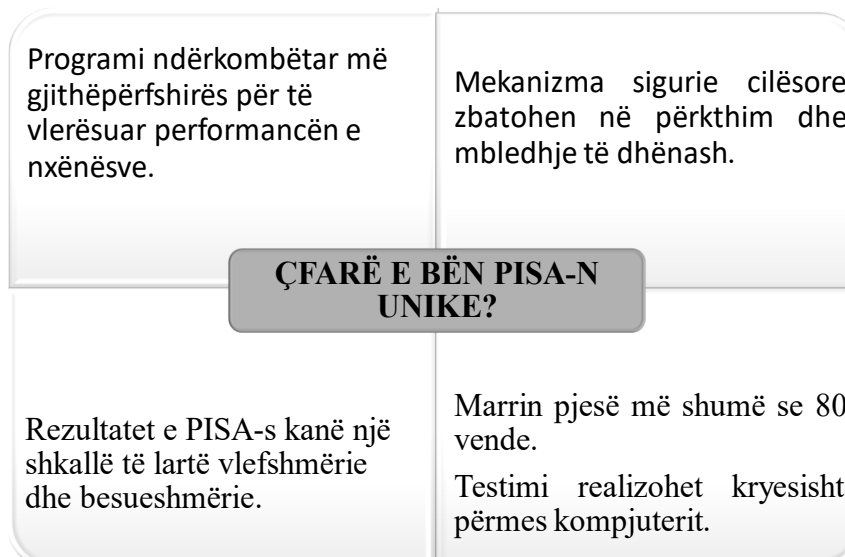 Programi ndërkombëtar më
gjithëpërfshirës për të
vlerësuar performancën e
nxënësve.
Mekanizma sigurie cilësore
zbatohen në përkthim dhe
mbledhje të dhënash.
ÇFARË E BËN PISA-N
UNIKE?
Rezultatet e PISA-s kanë një
shkallë të lartë vlefshmërie
dhe besueshmërie.
Marrin pjesë më shumë se 80
vende.
Testimi realizohet kryesisht
përmes kompjuterit.